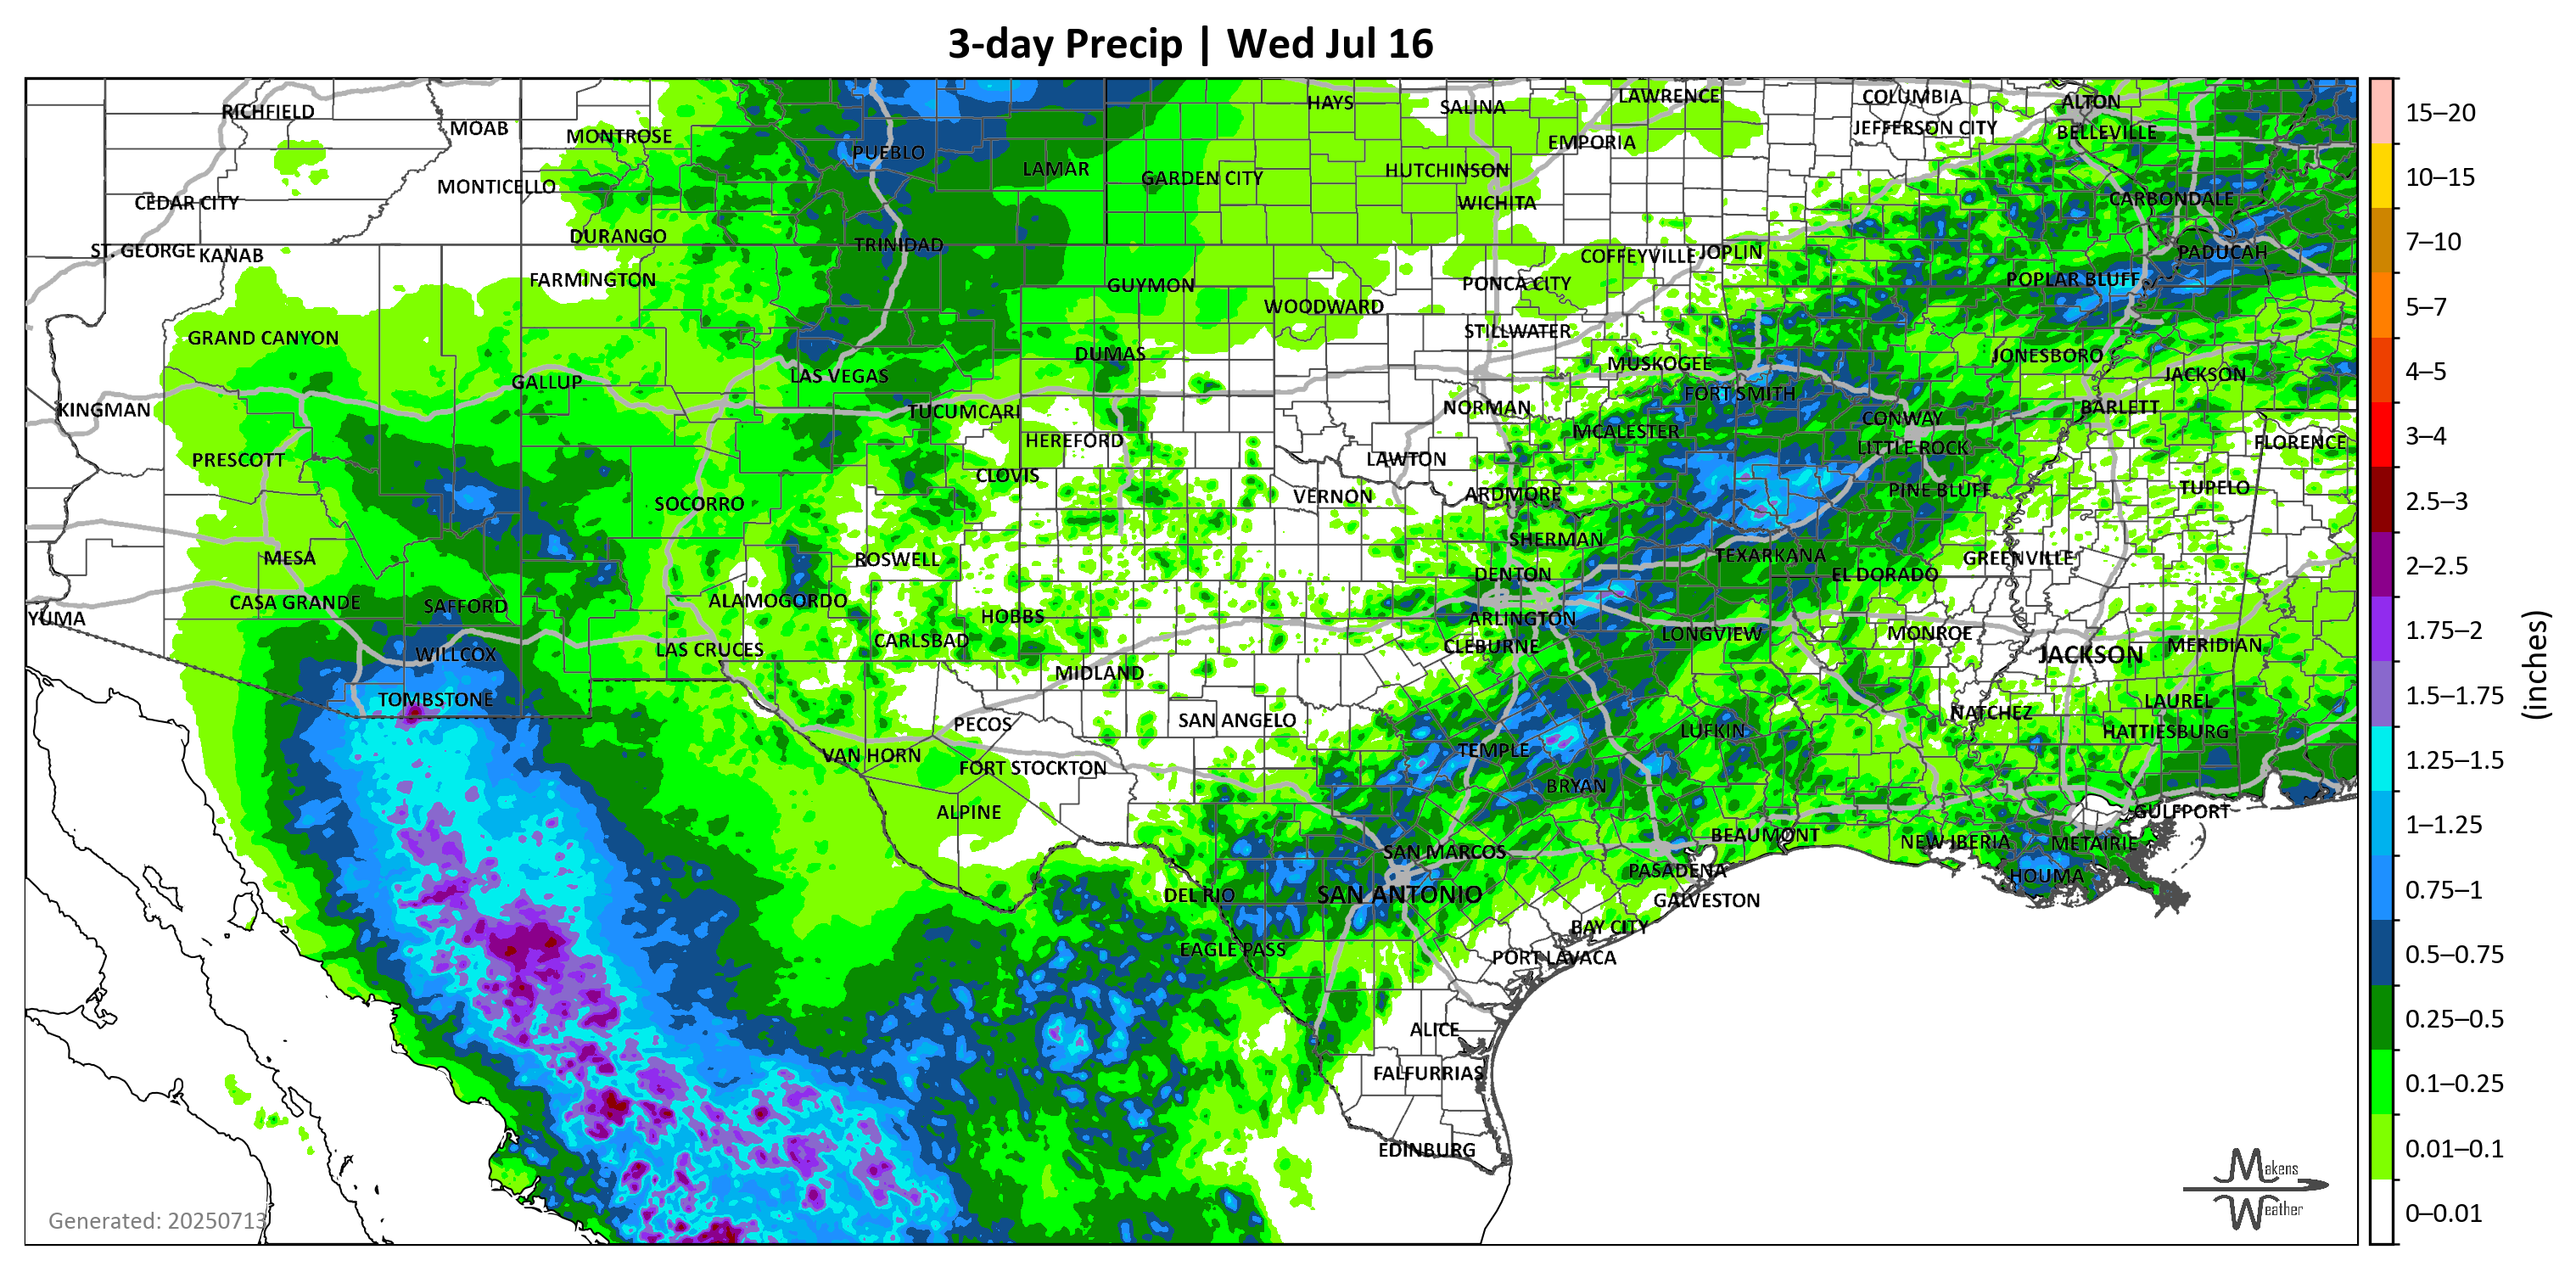 3-day Precip | Wed Jul 16
RICHFIELD
MOAB
MONTROSE
PUEBLO
LAMAR
HAYS
SALINA
LAWRENCE
COLUMBIA
ALTON
JEFFERSON CITY
BELLEVILLE
EMPORIA
HUTCHINSON
GARDEN CITY
MONTICELLO
CEDAR CITY
WICHITA
CARBONDALE
DURANGO
TRINIDAD
ST. GEORGE
KANAB
COFFEYVILLE
JOPLIN
PADUCAH
FARMINGTON
GUYMON
PONCA CITY
POPLAR BLUFF
WOODWARD
GRAND CANYON
STILLWATER
DUMAS
JONESBORO
MUSKOGEE
GALLUP
LAS VEGAS
JACKSON
FORT SMITH
KINGMAN
TUCUMCARI
NORMAN
BARLETT
CONWAY
MCALESTER
HEREFORD
FLORENCE
LITTLE ROCK
PRESCOTT
CLOVIS
LAWTON
SOCORRO
VERNON
ARDMORE
PINE BLUFF
TUPELO
SHERMAN
MESA
ROSWELL
TEXARKANA
GREENVILLE
DENTON
EL DORADO
CASA GRANDE
SAFFORD
ALAMOGORDO
HOBBS
YUMA
ARLINGTON
CARLSBAD
LONGVIEW
MONROE
WILLCOX
LAS CRUCES
CLEBURNE
JACKSON
MERIDIAN
MIDLAND
TOMBSTONE
LAUREL
NATCHEZ
PECOS
SAN ANGELO
LUFKIN
HATTIESBURG
VAN HORN
FORT STOCKTON
TEMPLE
BRYAN
ALPINE
GULFPORT
BEAUMONT
NEW IBERIA
METAIRIE
SAN MARCOS
PASADENA
HOUMA
DEL RIO
SAN ANTONIO
GALVESTON
BAY CITY
EAGLE PASS
PORT LAVACA
ALICE
FALFURRIAS
EDINBURG
Generated: 20250713
Makens
Weather
15–20
10–15
7–10
5–7
4–5
3–4
2.5–3
2–2.5
1.75–2
1.5–1.75
1.25–1.5
1–1.25
0.75–1
0.5–0.75
0.25–0.5
0.1–0.25
0.01–0.1
0–0.01
(inches)